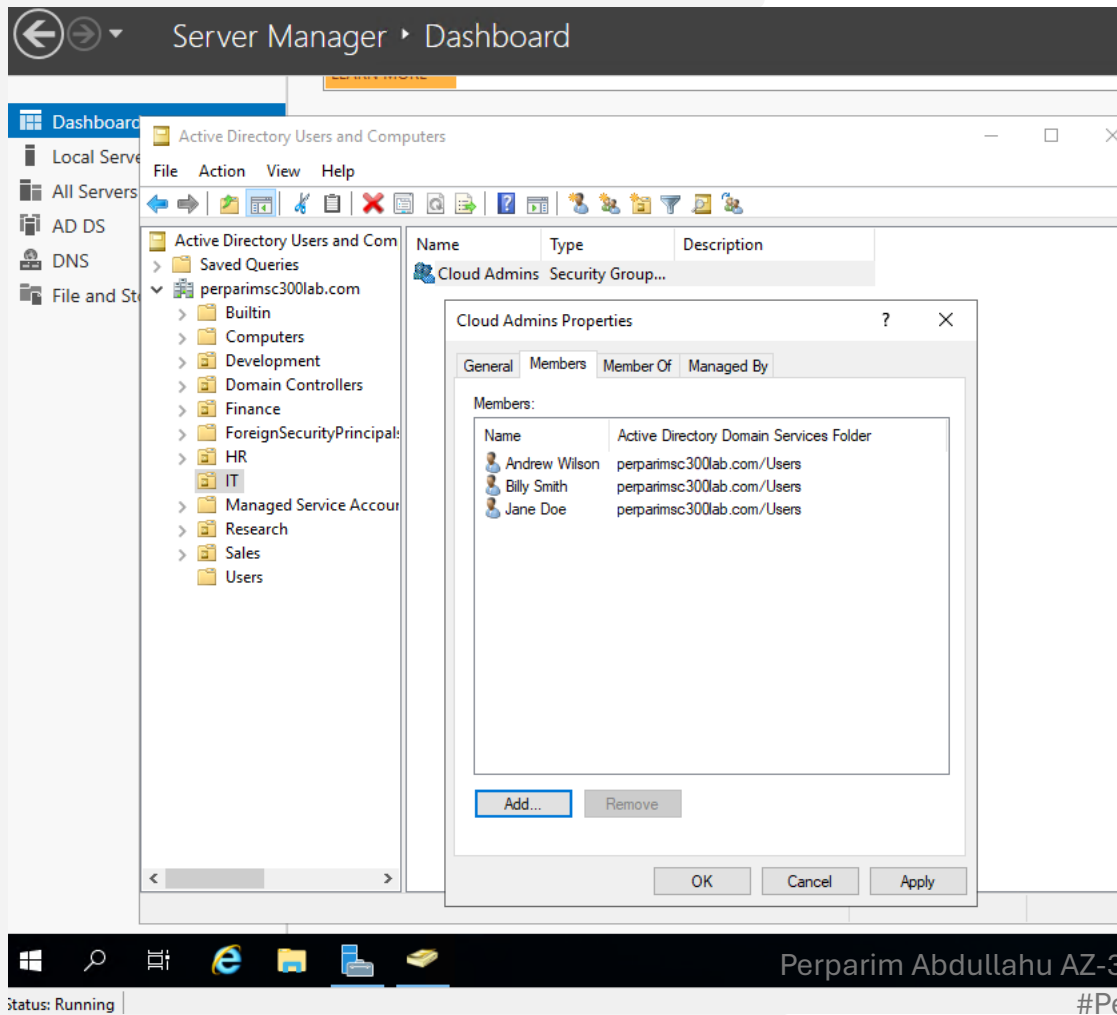 Server Manager ‣ Dashboard
LEARN MORE
Dashboard
Local Serve
All Servers
AD DS
DNS
File and Sto
Active Directory Users and Computers
File Action View Help
Active Directory Users and Com
Saved Queries
perparimsc300lab.com
Builtin
Computers
Development
Domain Controllers
Finance
ForeignSecurityPrincipals
HR
IT
Managed Service Accour
Research
Sales
Users
Name Type Description
Cloud Admins Security Group...
Cloud Admins Properties ?
General Members Member Of Managed By
Members:
Name Active Directory Domain Services Folder
Andrew Wilson perparimsc300lab.com/Users
Billy Smith perparimsc300lab.com/Users
Jane Doe perparimsc300lab.com/Users
Add... Remove
OK Cancel Apply
Perparim Abdullahu AZ-3
Status: Running
#Pe